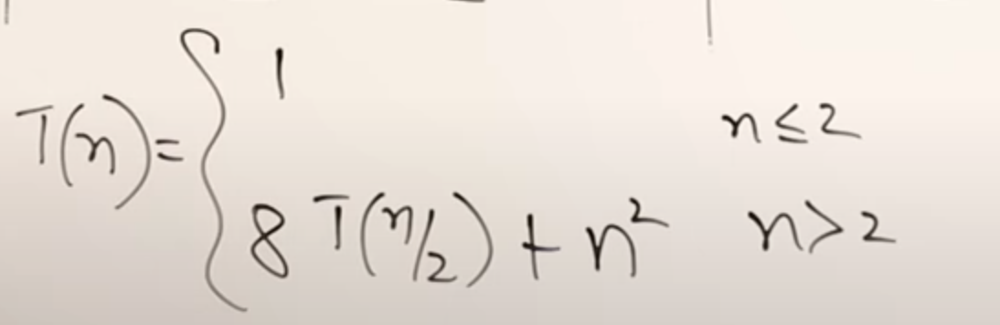 T(n) = { 1 n ≤ 2
8 T(n/2) + n² n > 2